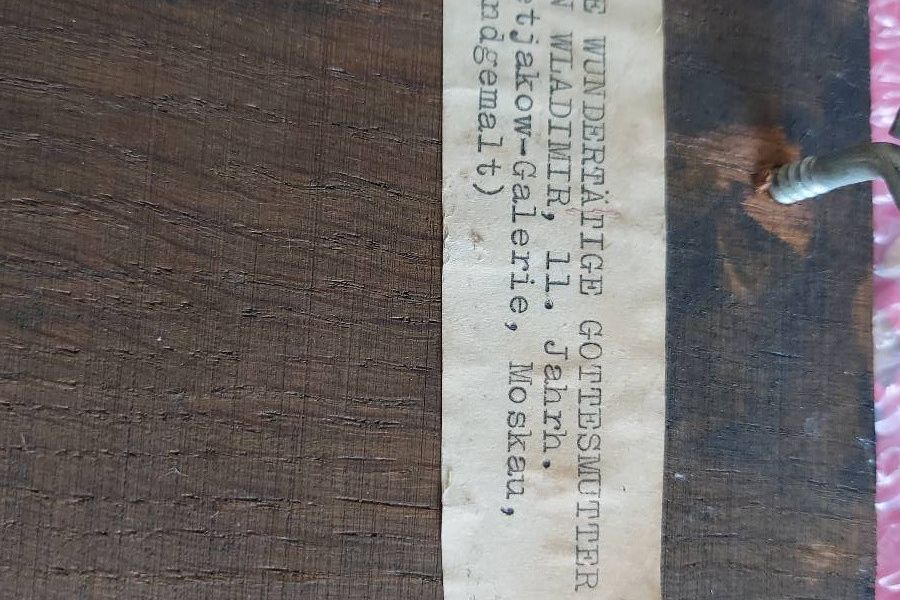 E WUNDERTÄTIGE GOTTESMUTTER
N WLADIMIR, 11. Jahrh.
etjakow-Galerie, Moskau,
ndgemalt)